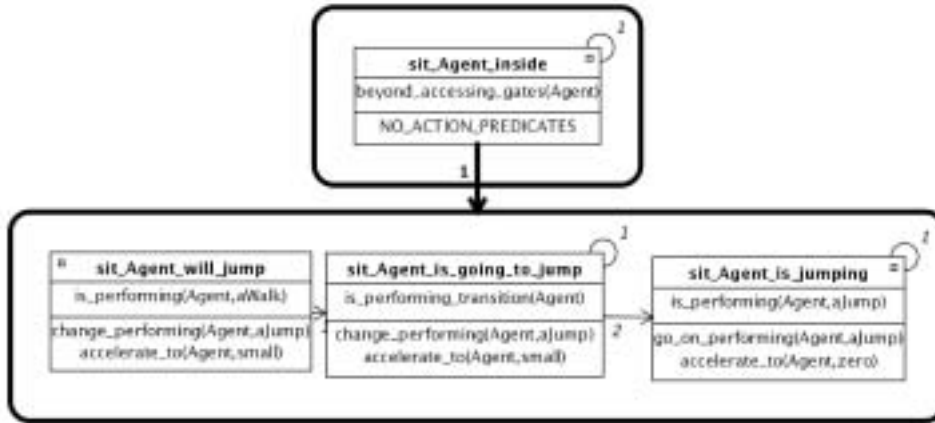 1
sit_Agent_inside
beyond_accessing_gates(Agent)
NO_ACTION_PREDICATES
1
sit_Agent_will_jump
is_performing(Agent,aWalk)
change_performing(Agent,aJump)
accelerate_to(Agent,small)
1
sit_Agent_is_going_to_jump
is_performing_transition(Agent)
change_performing(Agent,aJump)
accelerate_to(Agent,small)
2
1
sit_Agent_is_jumping
is_performing(Agent,aJump)
go_on_performing(Agent,aJump)
accelerate_to(Agent,zero)